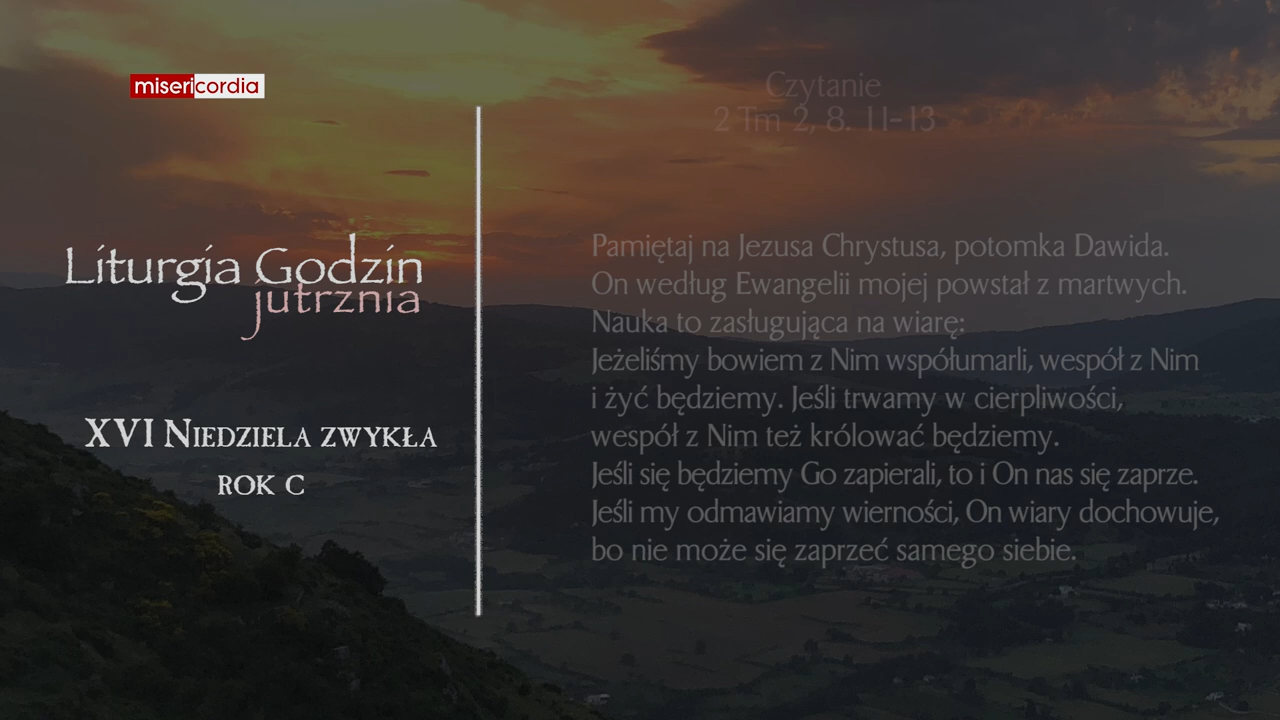 misericordia
Liturgia Godzin
jutrznia
XVI Niedziela zwykła
rok C
Czytanie
2 Tm 2, 8. 11-13
Pamiętaj na Jezusa Chrystusa, potomka Dawida.
On według Ewangelii mojej powstał z martwych.
Nauka to zasługująca na wiarę:
Jeżeliśmy bowiem z Nim współumarli, wespół z Nim
i żyć będziemy. Jeśli trwamy w cierpliwości,
wespół z Nim też królować będziemy.
Jeśli się będziemy Go zapierali, to i On nas się zaprze.
Jeśli my odmawiamy wierności, On wiary dochowuje,
bo nie może się zaprzeć samego siebie.